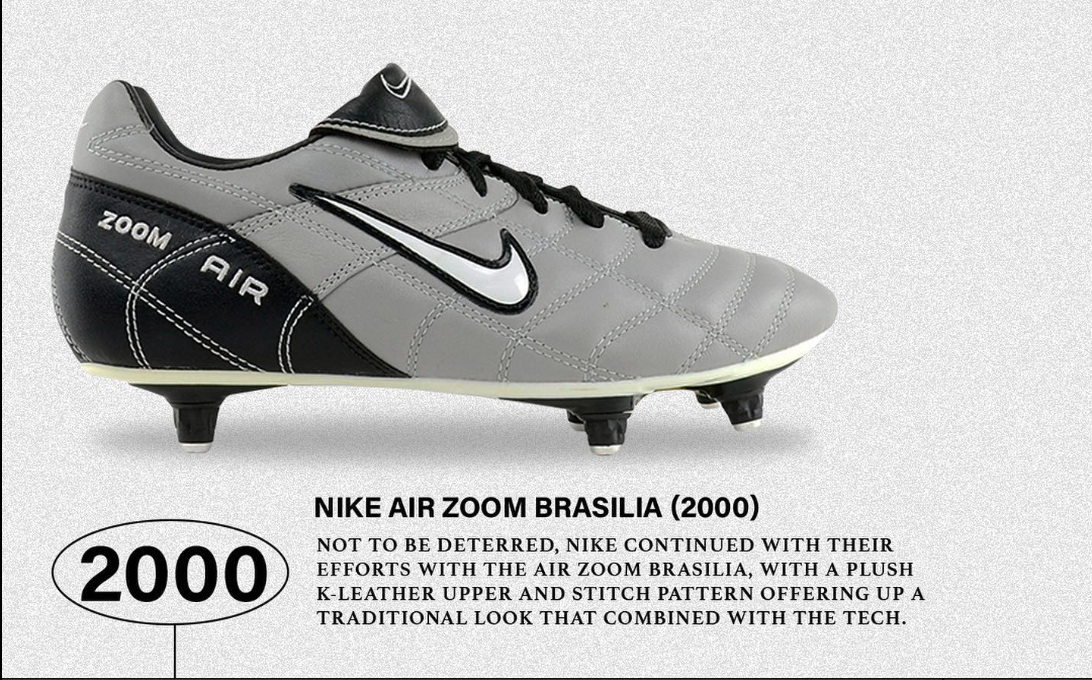 ZOOM
AIR
NIKE AIR ZOOM BRASILIA (2000)
2000
NOT TO BE DETERRED, NIKE CONTINUED WITH THEIR
EFFORTS WITH THE AIR ZOOM BRASILIA, WITH A PLUSH
K-LEATHER UPPER AND STITCH PATTERN OFFERING UP A
TRADITIONAL LOOK THAT COMBINED WITH THE TECH.